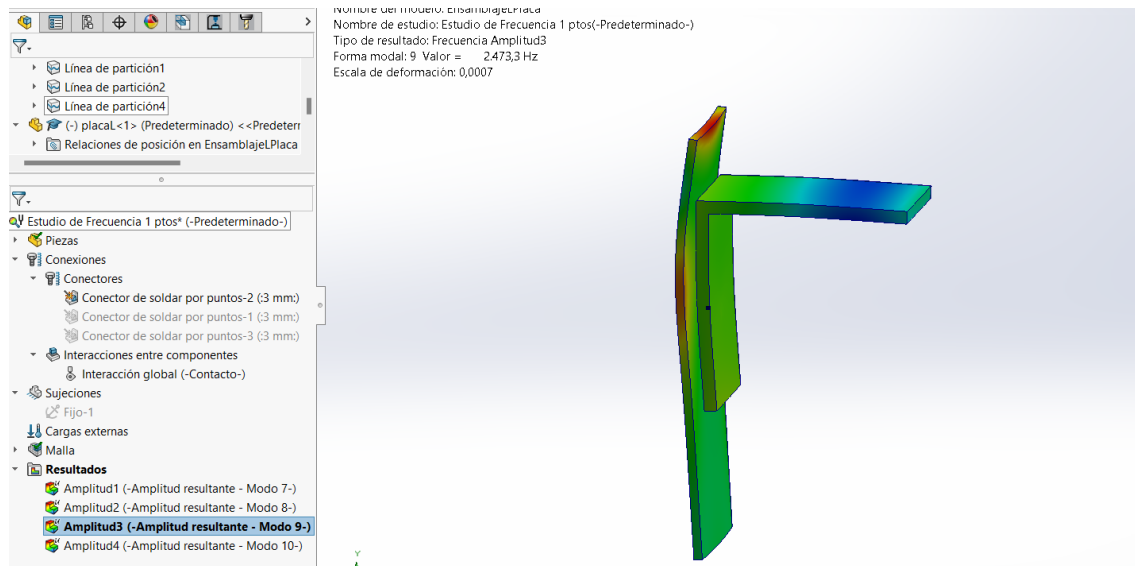 Nombre del modelo: EnsamblajeLPlaca
Nombre de estudio: Estudio de Frecuencia 1 ptos(-Predeterminado-)
Tipo de resultado: Frecuencia Amplitud3
Forma modal: 9 Valor = 2.473,3 Hz
Escala de deformación: 0,0007
Línea de partición1
Línea de partición2
Línea de partición4
(-) placaL<1> (Predeterminado) <<Predeterr
Relaciones de posición en EnsamblajeLPlaca
Estudio de Frecuencia 1 ptos* (-Predeterminado-)
Piezas
Conexiones
Conectores
Conector de soldar por puntos-2 (:3 mm:)
Conector de soldar por puntos-1 (:3 mm:)
Conector de soldar por puntos-3 (:3 mm:)
Interacciones entre componentes
Interacción global (-Contacto-)
Sujeciones
Fijo-1
Cargas externas
Malla
Resultados
Amplitud1 (-Amplitud resultante - Modo 7-)
Amplitud2 (-Amplitud resultante - Modo 8-)
Amplitud3 (-Amplitud resultante - Modo 9-)
Amplitud4 (-Amplitud resultante - Modo 10-)
Y